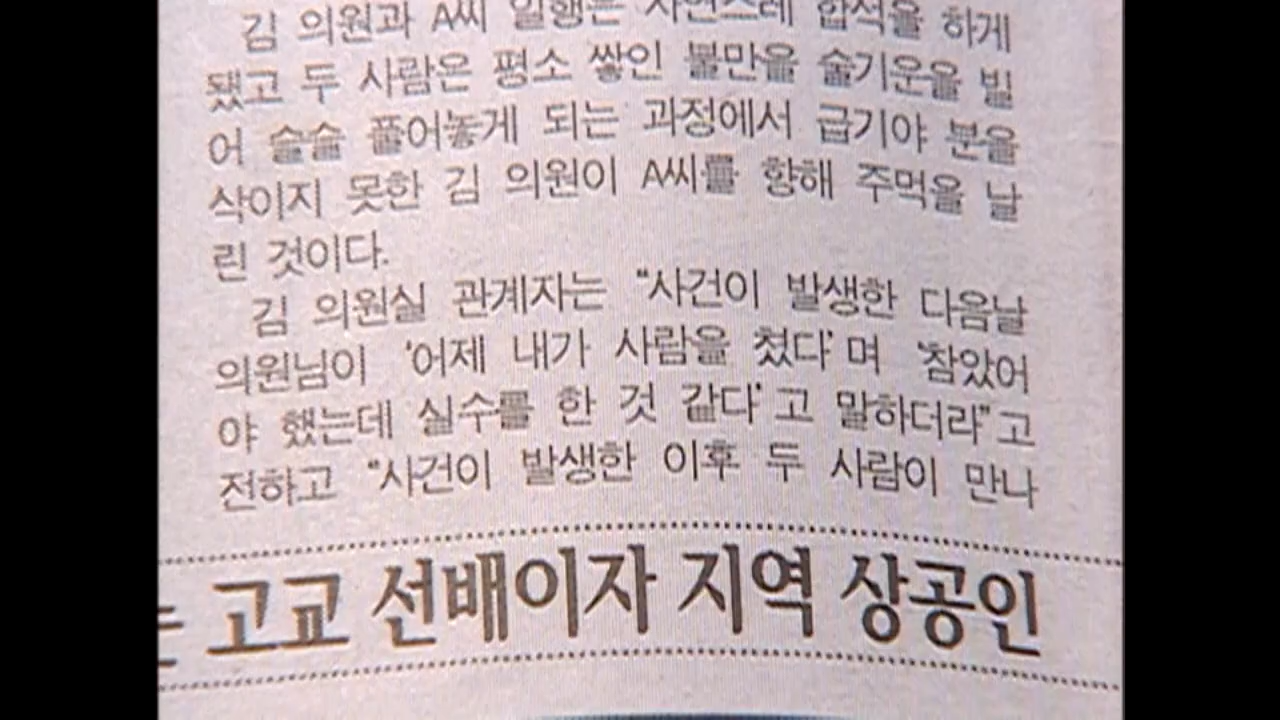 김 의원과 A씨 일행은 자연스레 합석을 하게
됐고 두 사람은 평소 쌓인 불만을 술기운을 빌
어 슬슬 풀어놓게 되는 과정에서 급기야 분을
삭이지 못한 김 의원이 A씨를 향해 주먹을 날
린 것이다.
김 의원실 관계자는 “사건이 발생한 다음날
의원님이 ‘어제 내가 사람을 쳤다’며 ‘참았어
야 했는데 실수를 한 것 같다’고 말하더라”고
전하고 “사건이 발생한 이후 두 사람이 만나
는 고교 선배이자 지역 상공인